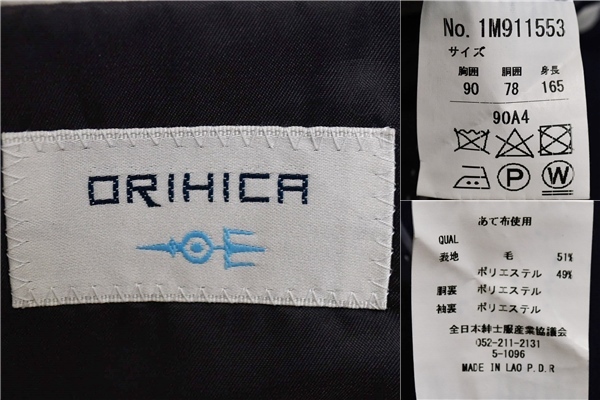 ORIHICA
No. 1M911553
サイズ
胸囲 胴囲 身長
90 78 165
90A4
P W
あて布使用
QUAL
表地 毛 51%
ポリエステル 49%
胴裏 ポリエステル
袖裏 ポリエステル
全日本紳士服産業協議会
052-211-2131
5-1096
MADE IN LAO P.D.R